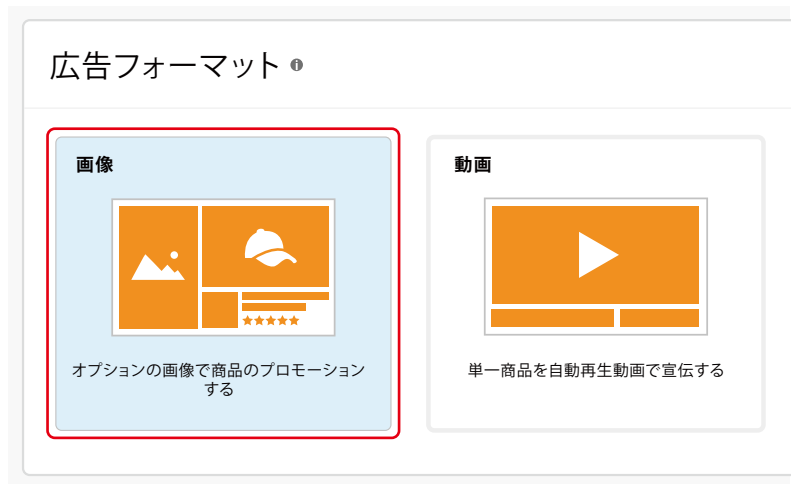 広告フォーマット
画像
オプションの画像で商品のプロモーション
する
動画
単一商品を自動再生動画で宣伝する